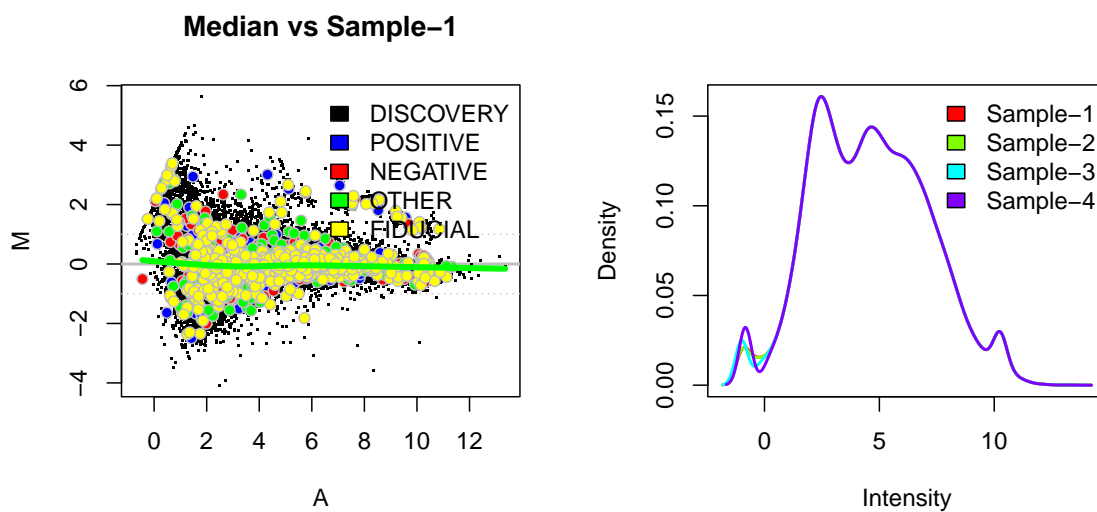 Median vs Sample−1
M
6
4
2
0
−2
−4
0 2 4 6 8 10 12
A
DISCOVERY
POSITIVE
NEGATIVE
OTHER
FIDUCIAL
Density
0.15
0.10
0.05
0.00
0 5 10
Intensity
Sample−1
Sample−2
Sample−3
Sample−4